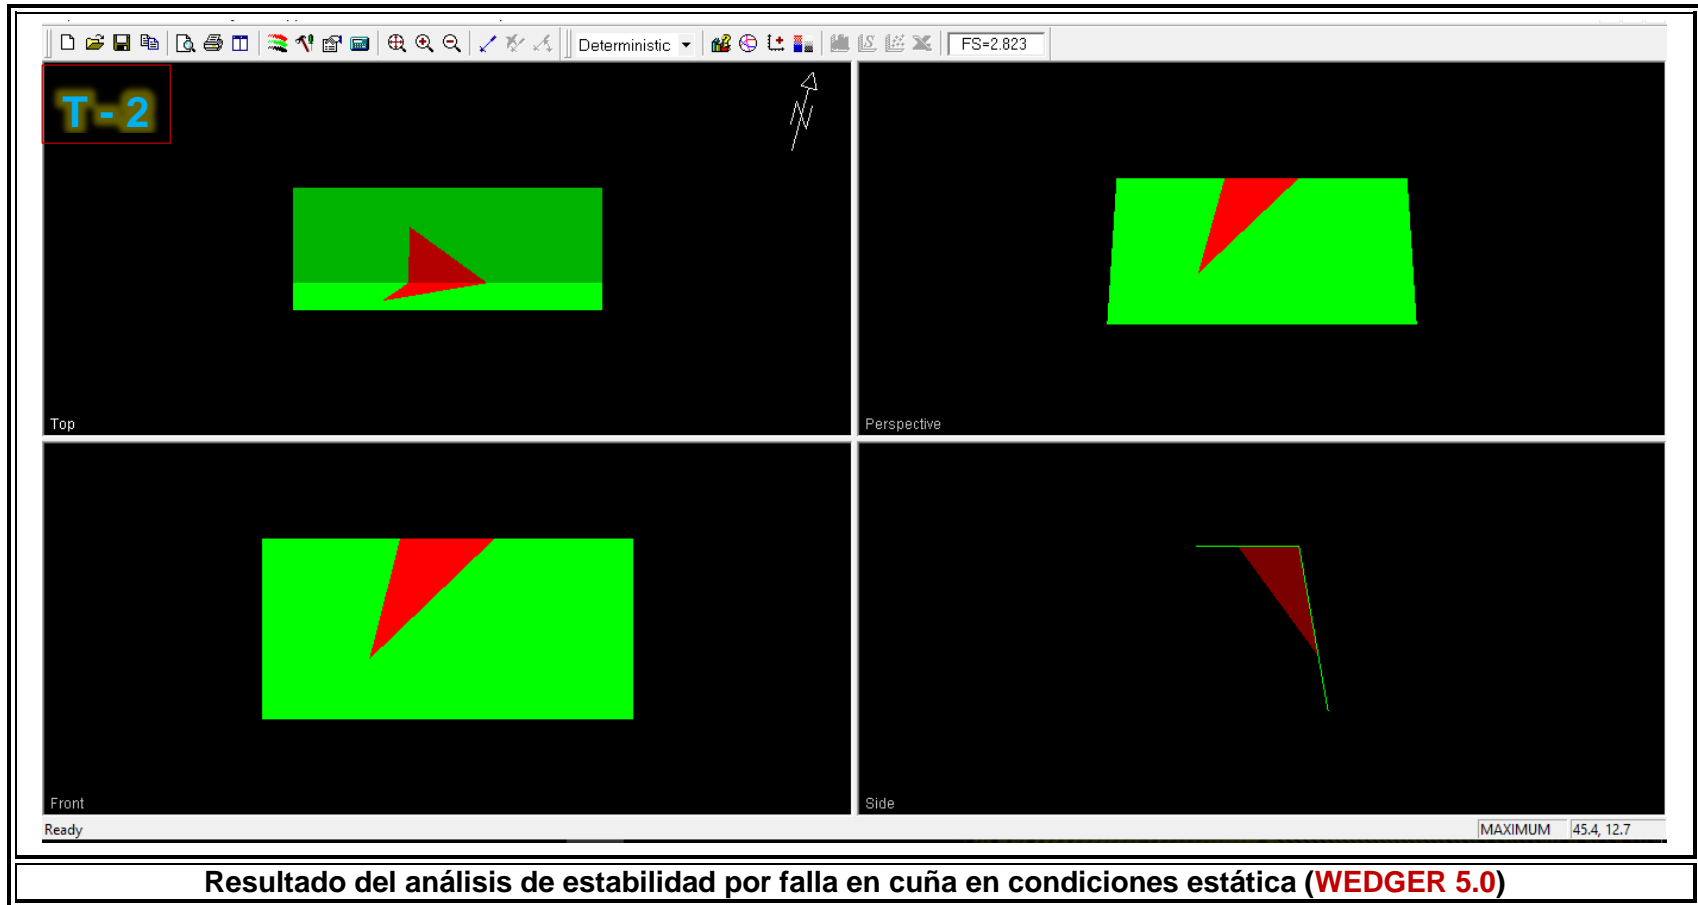 Deterministic
FS=2.823
T - 2
N
Top
Perspective
Front
Side
Ready
MAXIMUM
45.4, 12.7
Resultado del análisis de estabilidad por falla en cuña en condiciones estática (WEDGER 5.0)